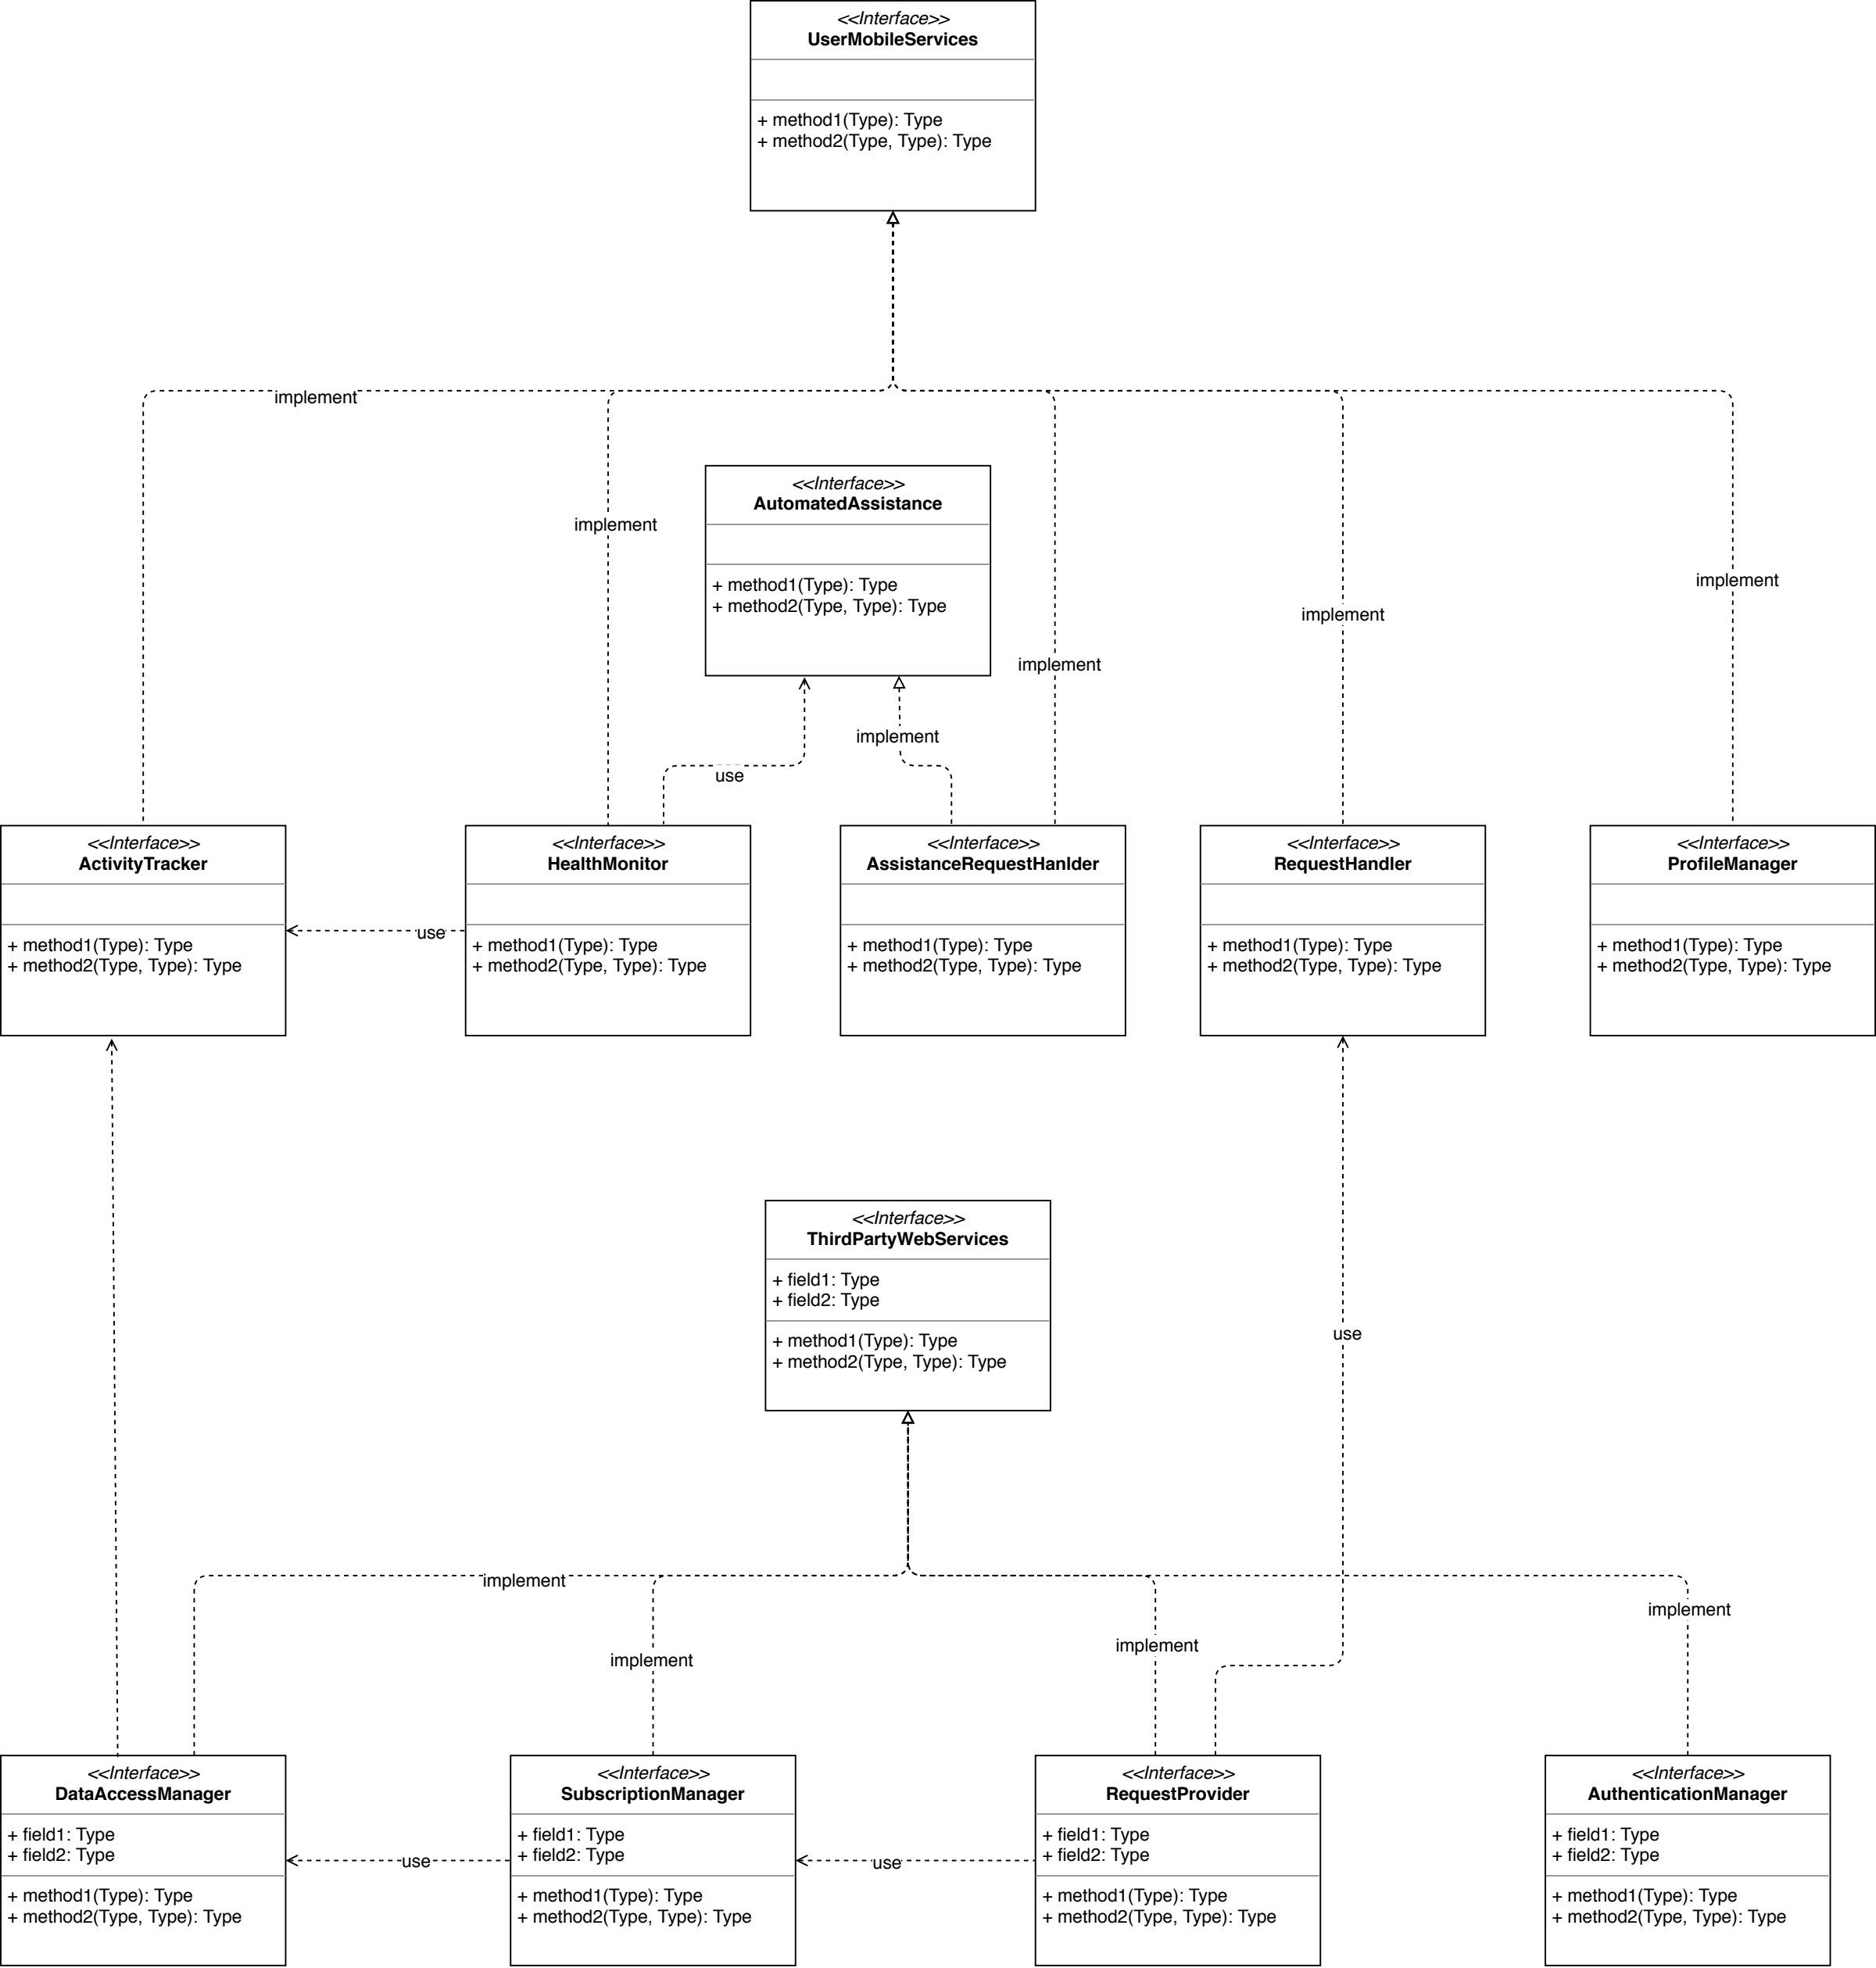 <<Interface>>
UserMobileServices
+ method1(Type): Type
+ method2(Type, Type): Type
implement
<<Interface>>
AutomatedAssistance
+ method1(Type): Type
+ method2(Type, Type): Type
implement
implement
implement
implement
implement
use
<<Interface>>
ActivityTracker
+ method1(Type): Type
+ method2(Type, Type): Type
use
<<Interface>>
HealthMonitor
+ method1(Type): Type
+ method2(Type, Type): Type
<<Interface>>
AssistanceRequestHanlder
+ method1(Type): Type
+ method2(Type, Type): Type
<<Interface>>
RequestHandler
+ method1(Type): Type
+ method2(Type, Type): Type
<<Interface>>
ProfileManager
+ method1(Type): Type
+ method2(Type, Type): Type
<<Interface>>
ThirdPartyWebServices
+ field1: Type
+ field2: Type
+ method1(Type): Type
+ method2(Type, Type): Type
use
implement
implement
implement
implement
<<Interface>>
DataAccessManager
+ field1: Type
+ field2: Type
+ method1(Type): Type
+ method2(Type, Type): Type
use
<<Interface>>
SubscriptionManager
+ field1: Type
+ field2: Type
+ method1(Type): Type
+ method2(Type, Type): Type
use
<<Interface>>
RequestProvider
+ field1: Type
+ field2: Type
+ method1(Type): Type
+ method2(Type, Type): Type
<<Interface>>
AuthenticationManager
+ field1: Type
+ field2: Type
+ method1(Type): Type
+ method2(Type, Type): Type